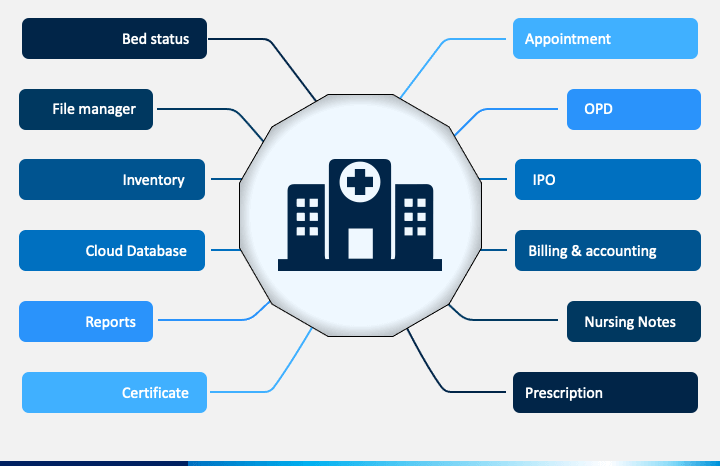 Bed status
File manager
Inventory
Cloud Database
Reports
Certificate
Appointment
OPD
IPO
Billing & accounting
Nursing Notes
Prescription